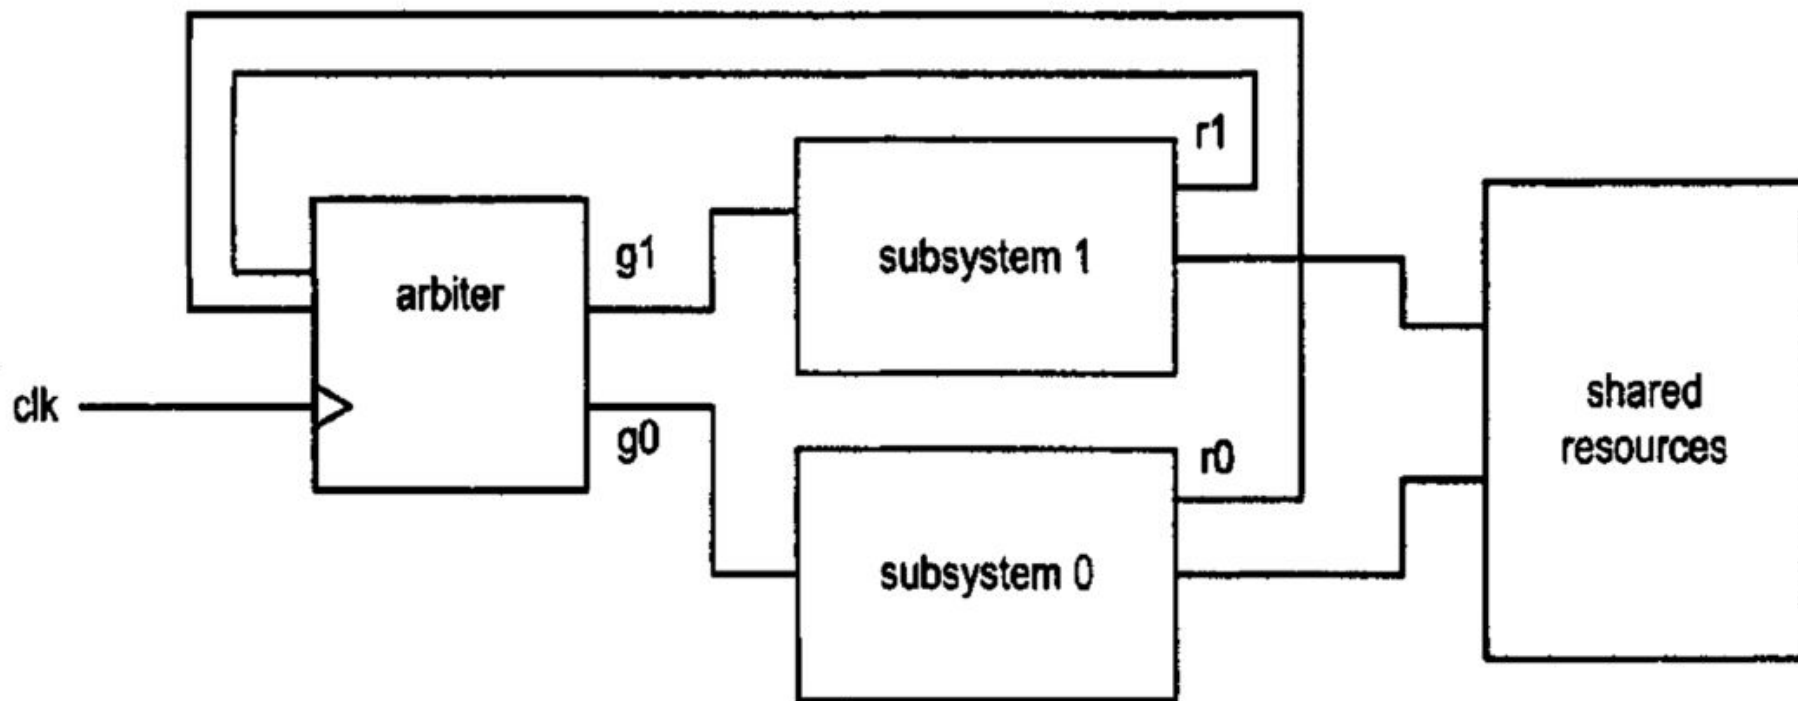 r1
g1
subsystem 1
arbiter
clk
g0
r0
subsystem 0
shared
resources